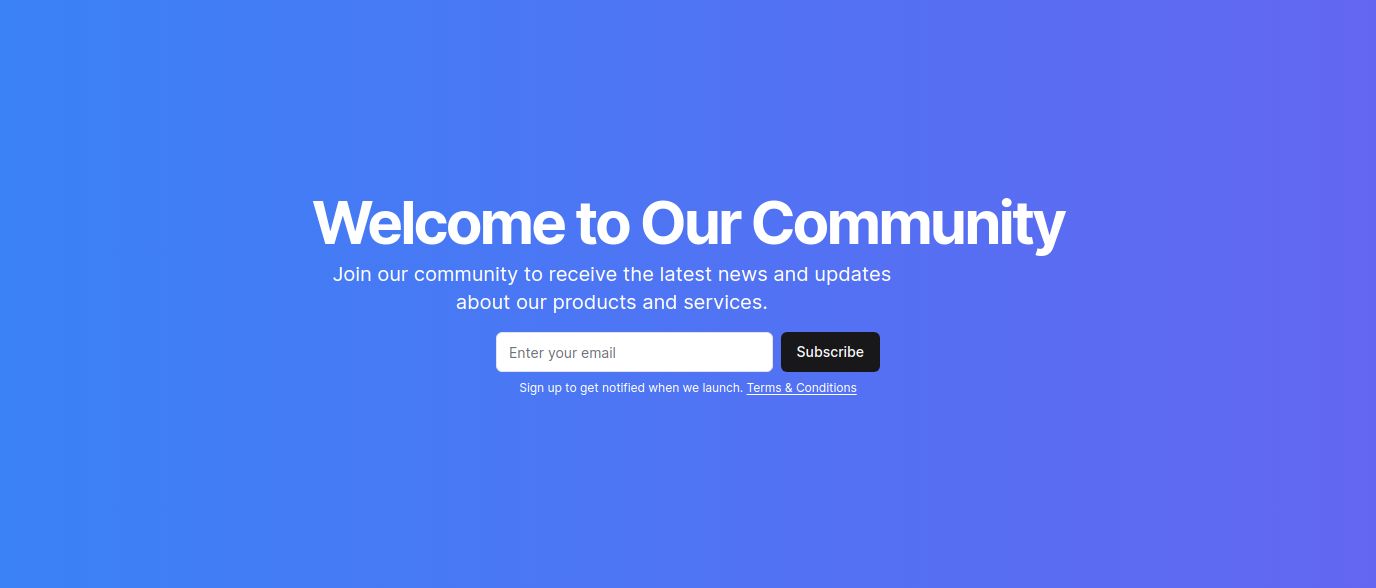 Welcome to Our Community
Join our community to receive the latest news and updates
about our products and services.
Enter your email
Subscribe
Sign up to get notified when we launch. Terms & Conditions